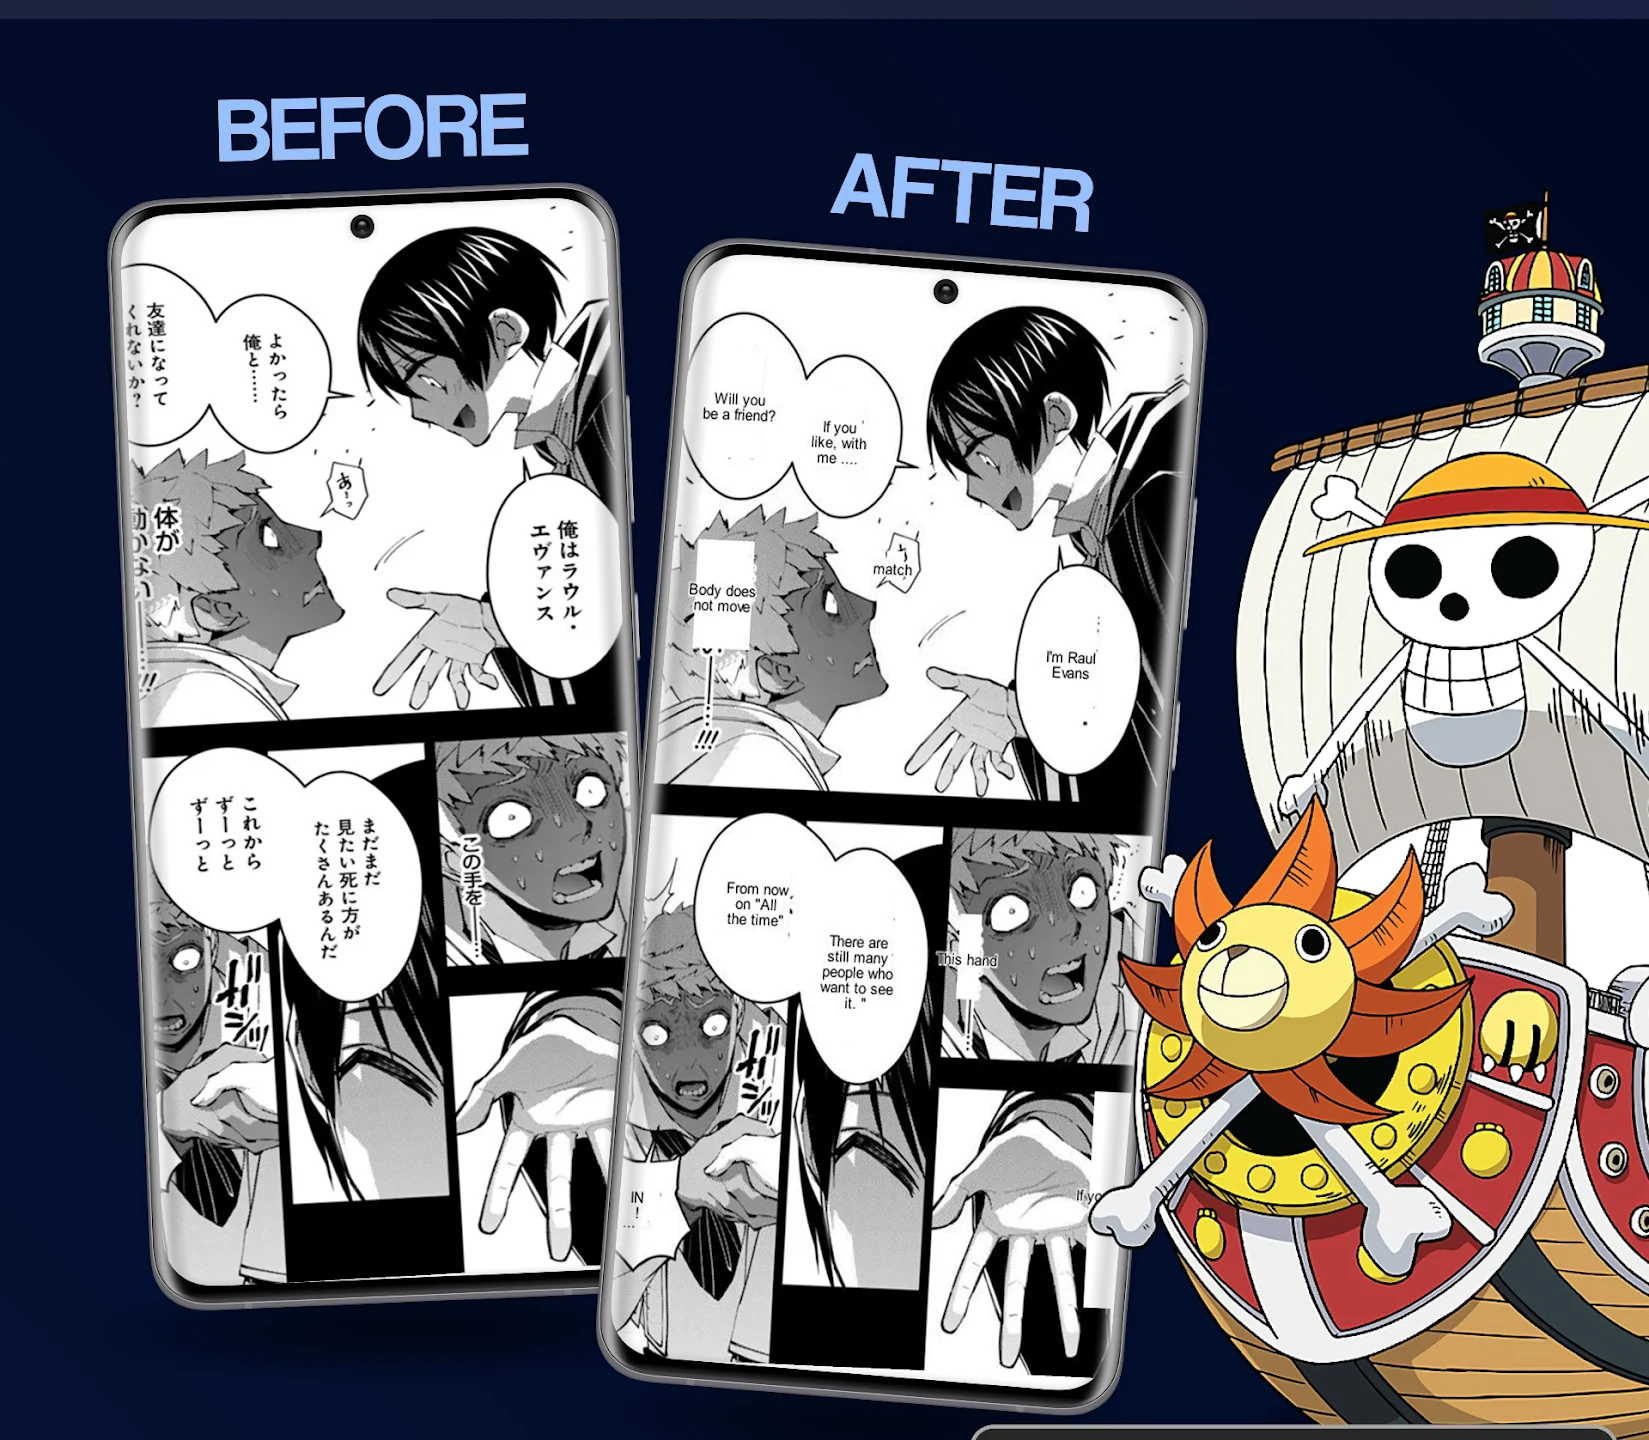 BEFORE
AFTER
よかったら
俺と……
友達になって
くれないか?
あーっ
体が
動かない――……!!
俺はラウル・
エヴァンス
まだまだ
見たい死に方が
たくさんあるんだ
これから
ずーっと
ずーっと
この手を――……
Will you
be a friend?
If you
like, with
me ....
match
Body does
not move
!!!
I'm Raul
Evans
From now
on "All
the time"
There are
still many
people who
want to see
it. "
This hand
IN
!
...
If yo